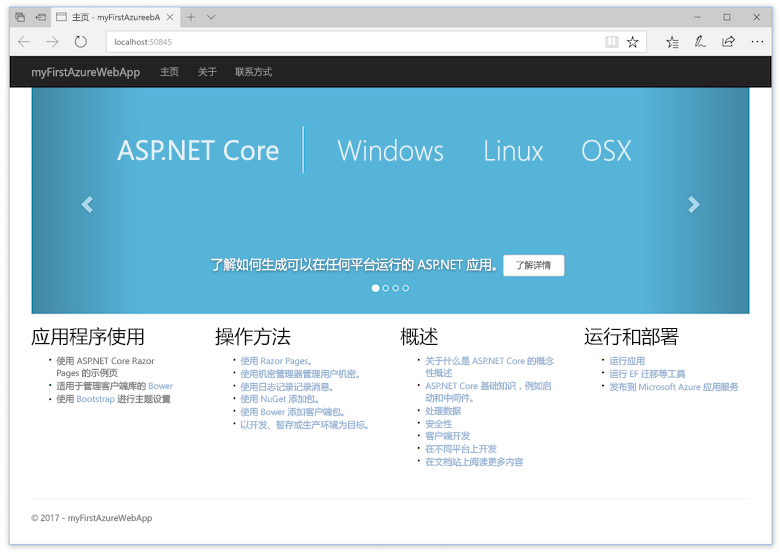 主页 - myFirstAzureebA
localhost:50845
myFirstAzureWebApp 主页 关于 联系方式
ASP.NET Core Windows Linux OSX
了解如何生成可以在任何平台运行的 ASP.NET 应用。 了解详情
应用程序使用
使用 ASP.NET Core Razor
Pages 的示例页
适用于管理客户端库的 Bower
使用 Bootstrap 进行主题设置
操作方法
使用 Razor Pages。
使用机密管理器管理用户机密。
使用日志记录记录消息。
使用 NuGet 添加包。
使用 Bower 添加客户端包。
以开发、暂存或生产环境为目标。
概述
关于什么是 ASP.NET Core 的概念
性概述
ASP.NET Core 基础知识，例如启
动和中间件。
处理数据
安全性
客户端开发
在不同平台上开发
在文档站上阅读更多内容
运行和部署
运行应用
运行 EF 迁移等工具
发布到 Microsoft Azure 应用服务
© 2017 - myFirstAzureWebApp